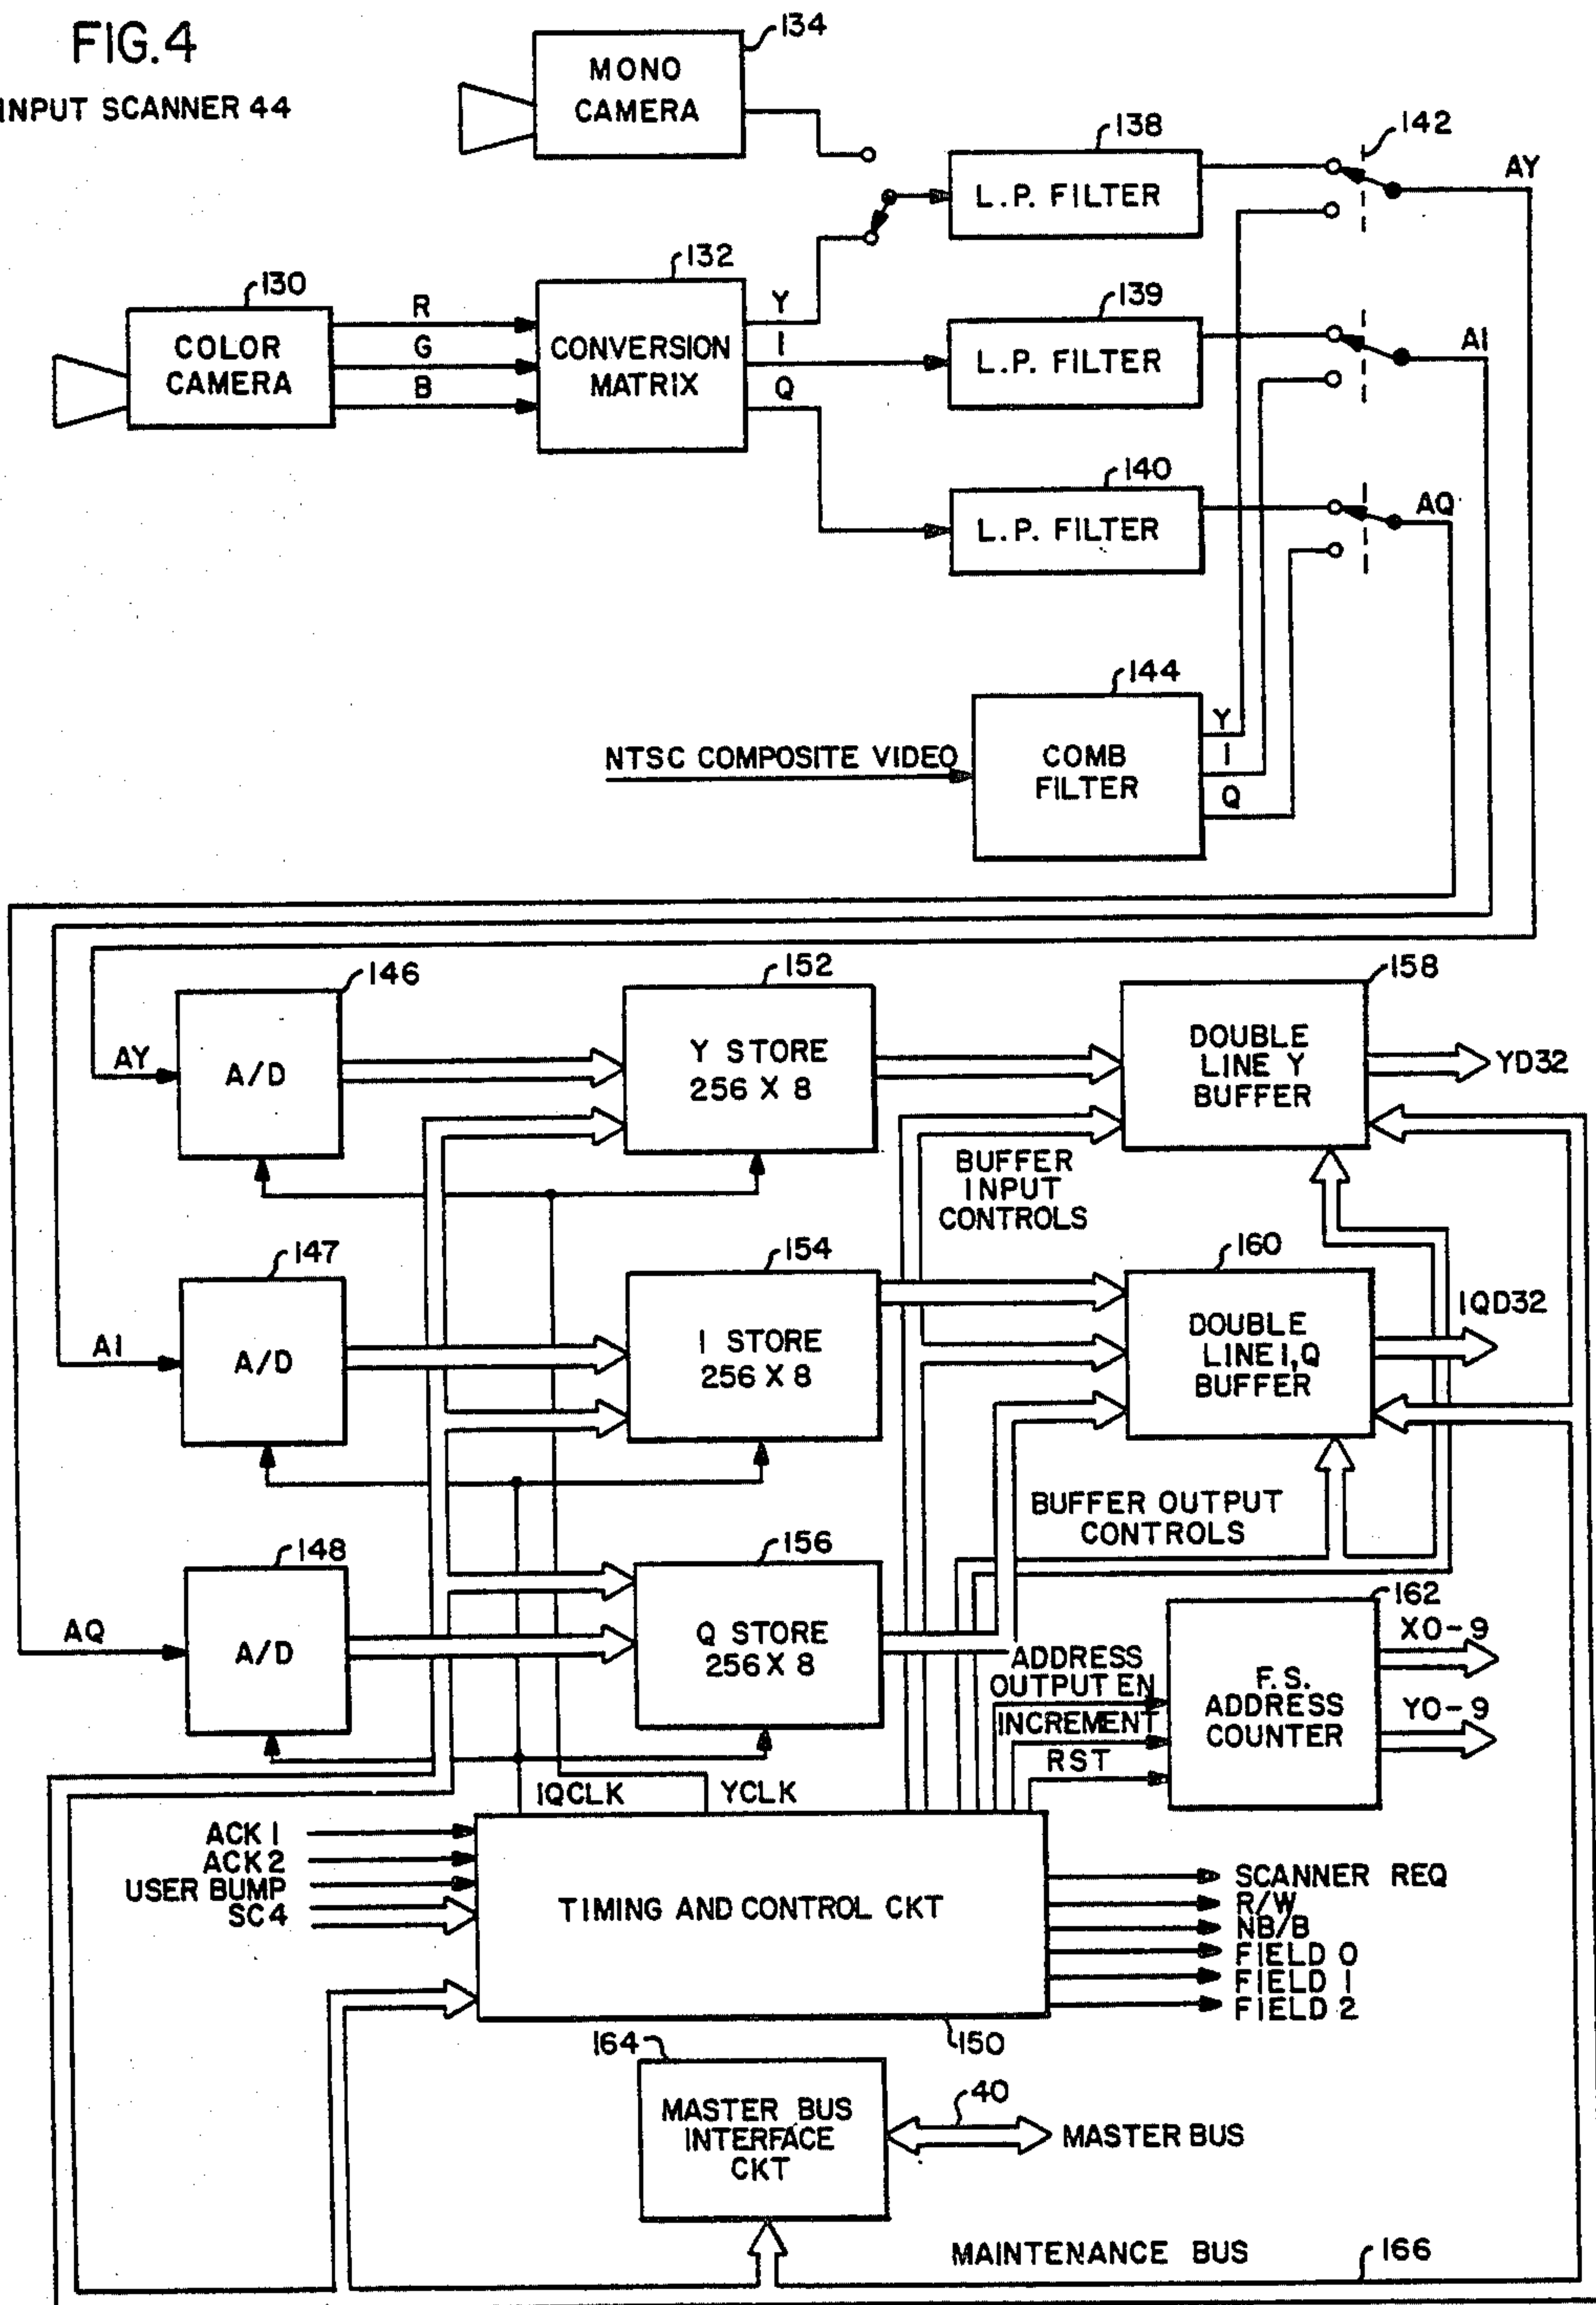 FIG.4
INPUT SCANNER 44
134
MONO
CAMERA
138
L.P. FILTER
142
AY
130
COLOR
CAMERA
R
G
B
132
CONVERSION
MATRIX
Y
I
Q
139
L.P. FILTER
AI
140
L.P. FILTER
AQ
144
NTSC COMPOSITE VIDEO
COMB
FILTER
Y
I
Q
146
AY
A/D
152
Y STORE
256 X 8
158
DOUBLE
LINE Y
BUFFER
YD32
BUFFER
INPUT
CONTROLS
147
AI
A/D
154
I STORE
256 X 8
160
DOUBLE
LINE I,Q
BUFFER
IQD32
BUFFER OUTPUT
CONTROLS
148
AQ
A/D
156
Q STORE
256 X 8
ADDRESS
OUTPUT EN
INCREMENT
RST
162
F.S.
ADDRESS
COUNTER
X0-9
Y0-9
IQCLK
YCLK
ACK 1
ACK 2
USER BUMP
SC4
TIMING AND CONTROL CKT
150
SCANNER REQ
R/W
NB/B
FIELD 0
FIELD 1
FIELD 2
164
MASTER BUS
INTERFACE
CKT
40
MASTER BUS
MAINTENANCE BUS
166